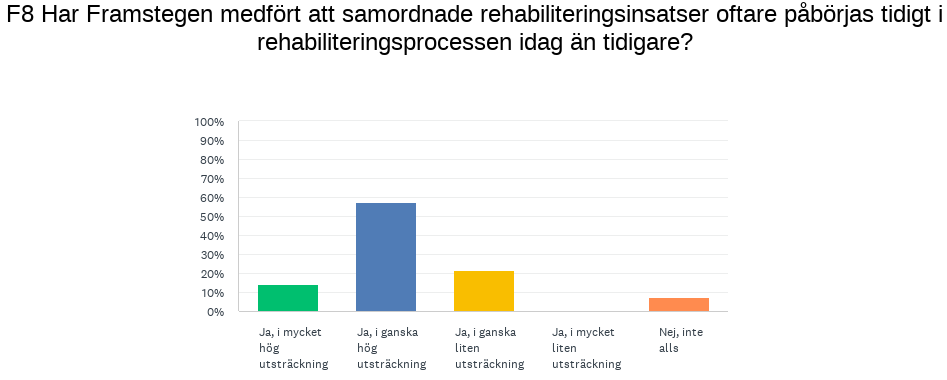 F8 Har Framstegen medfört att samordnade rehabiliteringsinsatser oftare påbörjas tidigt i
rehabiliteringsprocessen idag än tidigare?
100%
90%
80%
70%
60%
50%
40%
30%
20%
10%
0%
Ja, i mycket
hög
utsträckning
Ja, i ganska
hög
utsträckning
Ja, i ganska
liten
utsträckning
Ja, i mycket
liten
utsträckning
Nej, inte
alls